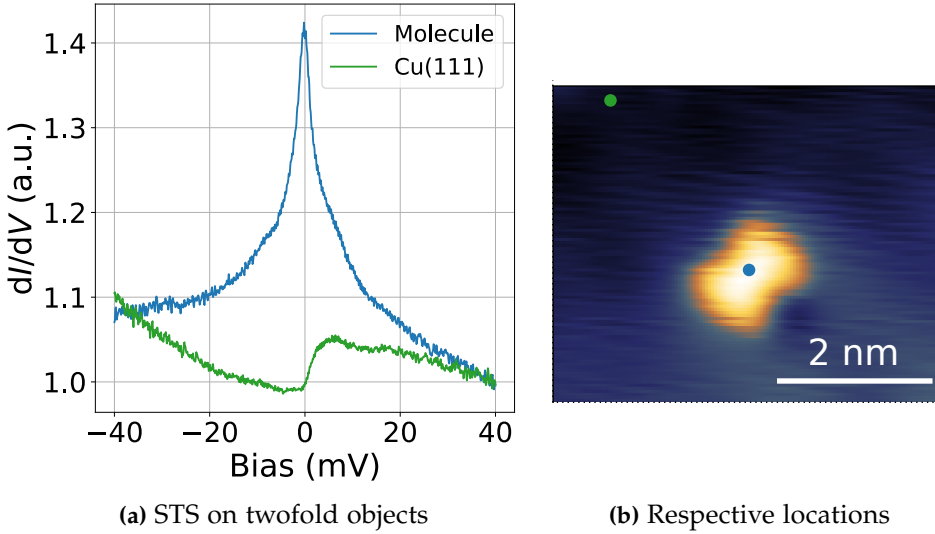 1.4
1.3
1.2
1.1
1.0
dI/dV (a.u.)
Molecule
Cu(111)
−40 −20 0 20 40
Bias (mV)
2 nm
(a) STS on twofold objects
(b) Respective locations